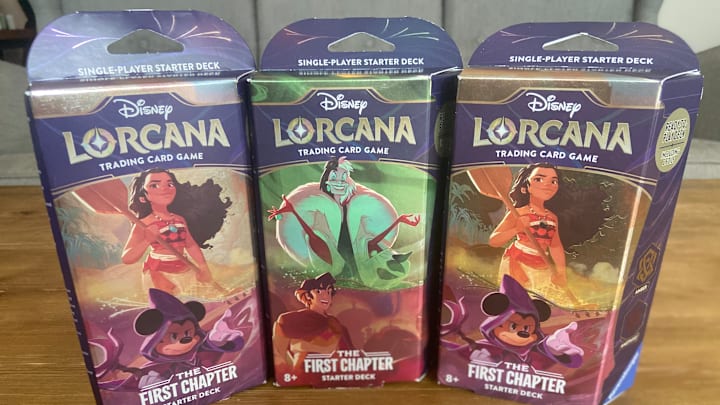 SINGLE-PLAYER STARTER DECK
Disney
LORCANA
TRADING CARD GAME
THE
FIRST CHAPTER
STARTER DECK
SINGLE-PLAYER STARTER DECK
Disney
LORCANA
TRADING CARD GAME
8+
THE
FIRST CHAPTER
STARTER DECK
SINGLE-PLAYER STARTER DECK
Disney
LORCANA
TRADING CARD GAME
8+
THE
FIRST CHAPTER
STARTER DECK